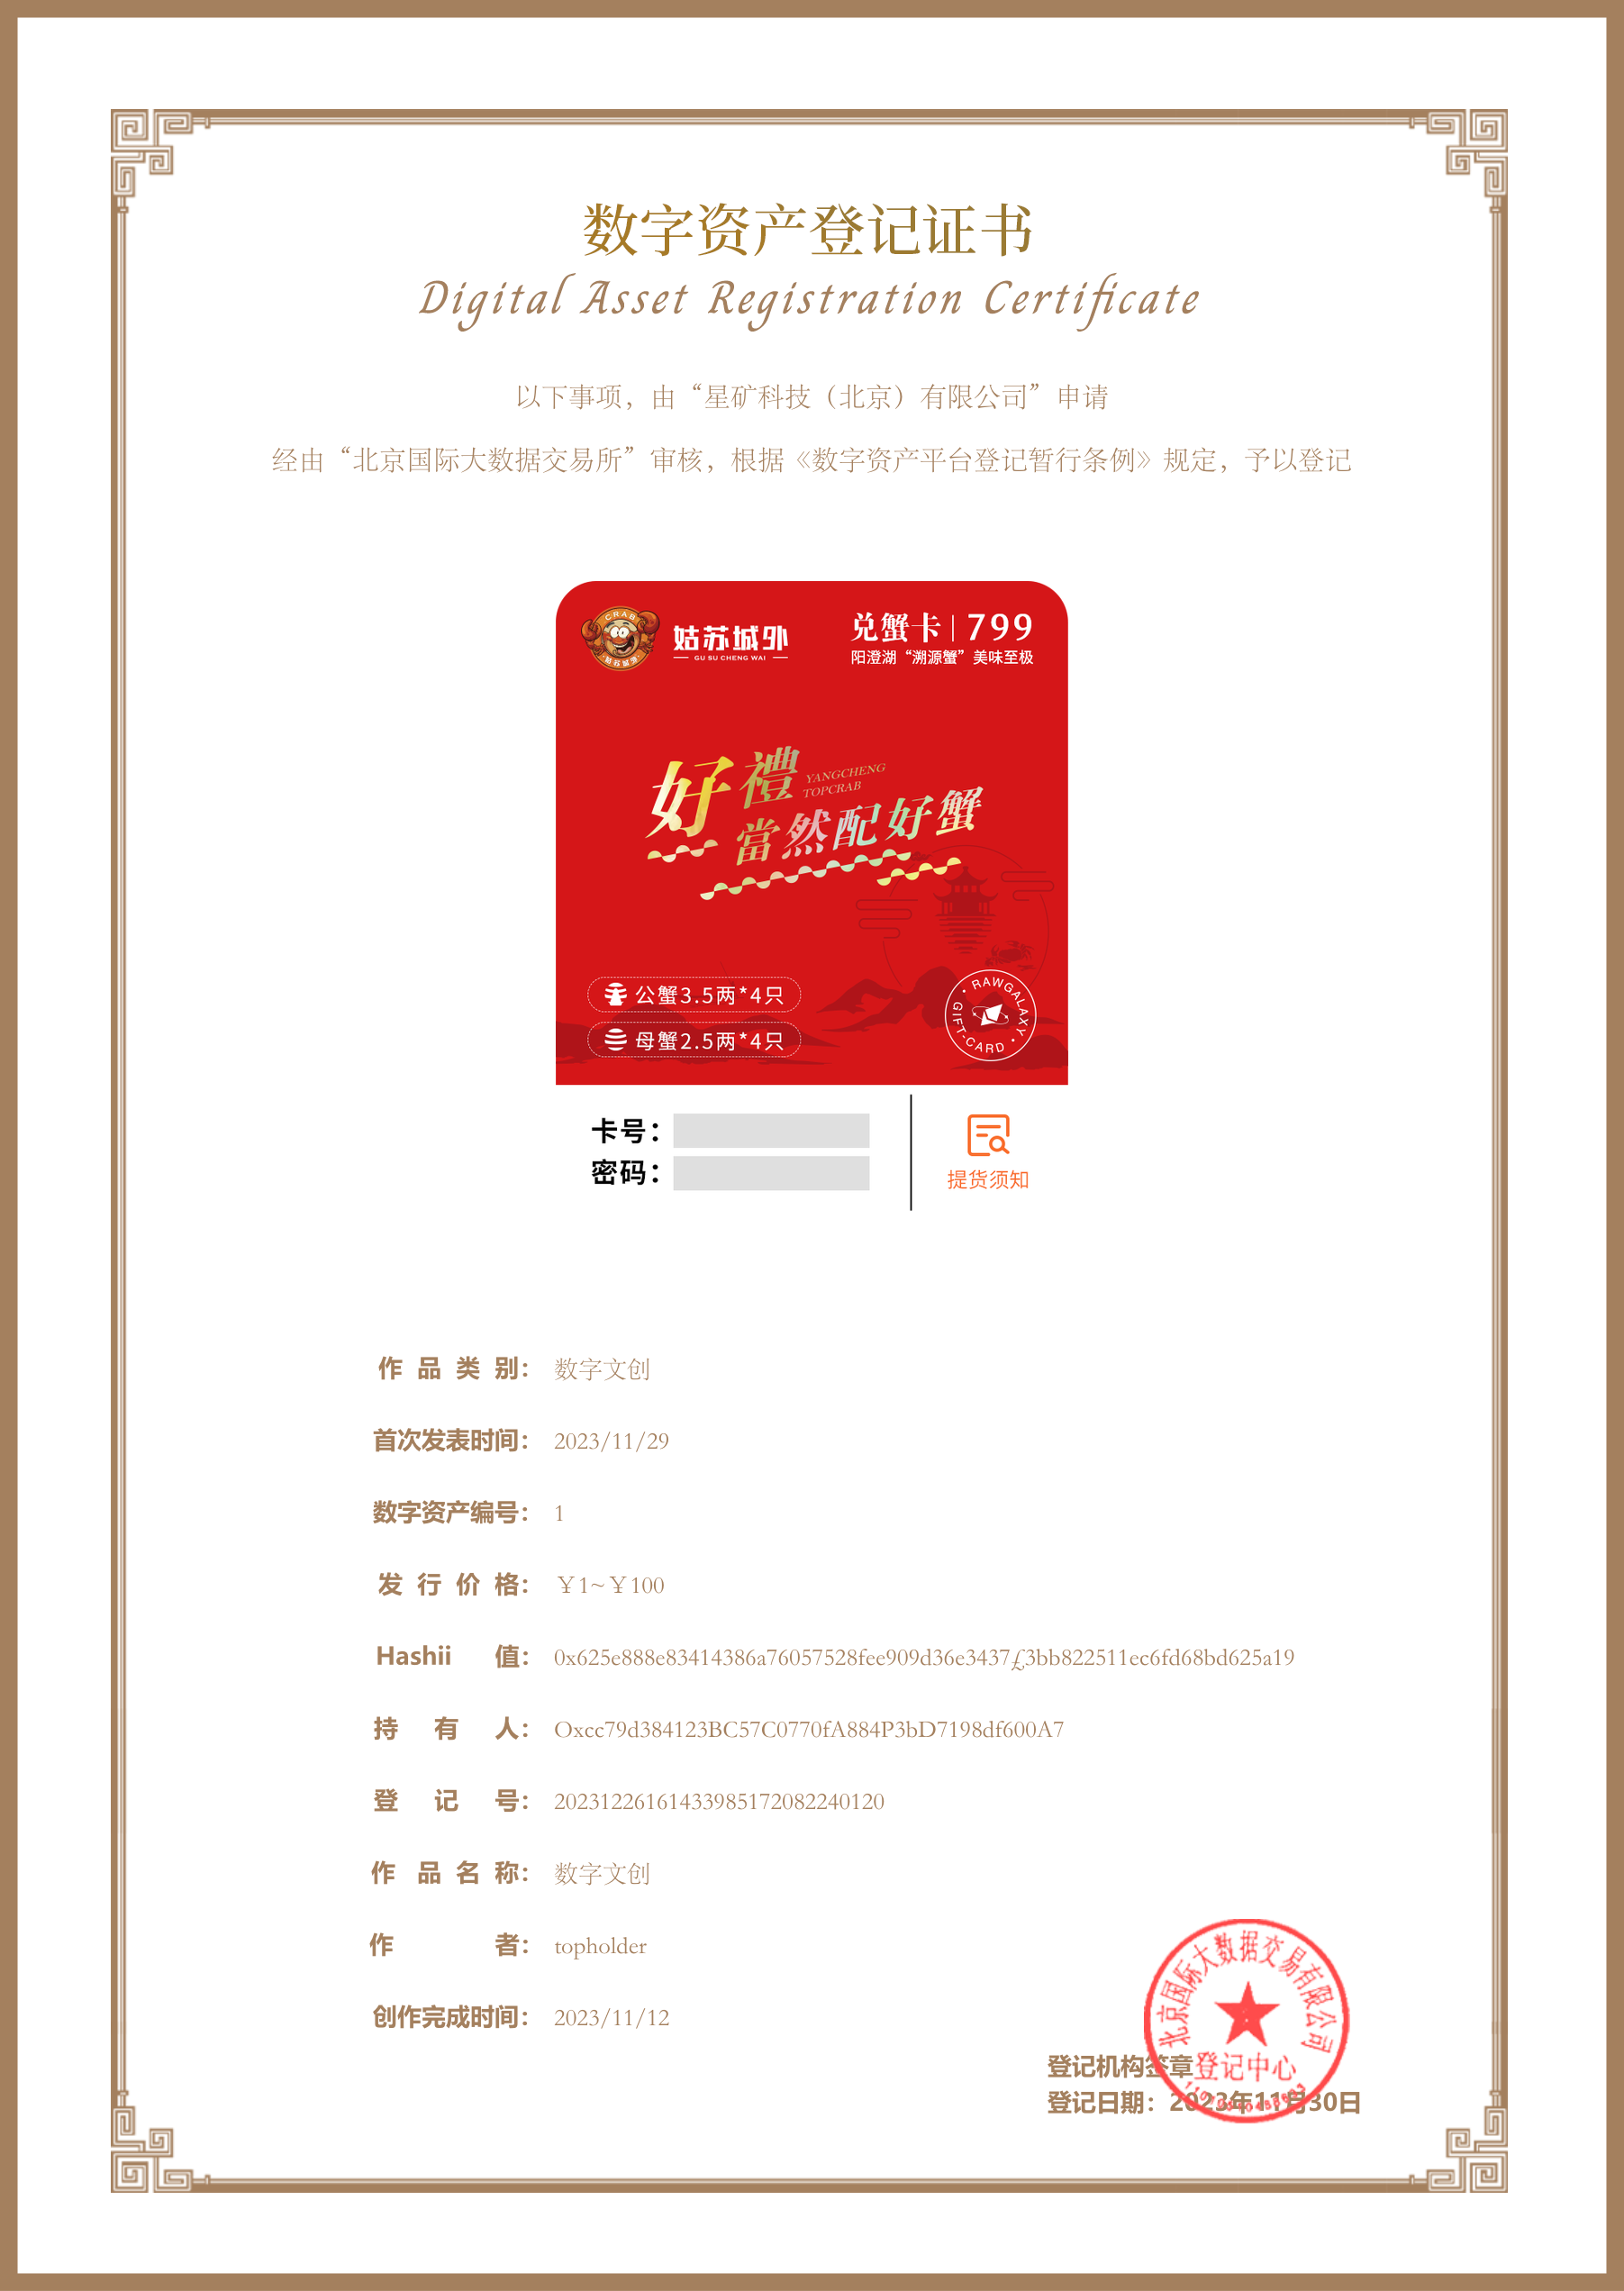 数字资产登记证书
Digital Asset Registration Certificate
以下事项，由“星矿科技（北京）有限公司”申请
经由“北京国际大数据交易所”审核，根据《数字资产平台登记暂行条例》规定，予以登记
CRAB
姑苏城外
姑苏城外
GU SU CHENG WAI
兑蟹卡|799
阳澄湖“溯源蟹”美味至极
好禮
YANGCHENG
TOPCRAB
當然配好蟹
公蟹3.5两*4只
母蟹2.5两*4只
RAWGALAXY • GIFT-CARD •
卡号：
密码：
提货须知
作品类别： 数字文创
首次发表时间： 2023/11/29
数字资产编号： 1
发行价格： ￥1~￥100
Hashii 值： 0x625e888e83414386a76057528fee909d36e3437£3bb822511ec6fd68bd625a19
持有人： Oxcc79d384123BC57C0770fA884P3bD7198df600A7
登记号： 20231226161433985172082240120
作品名称： 数字文创
作者： topholder
创作完成时间： 2023/11/12
北京国际大数据交易有限公司
登记中心
登记机构签章
登记日期：2023年11月30日